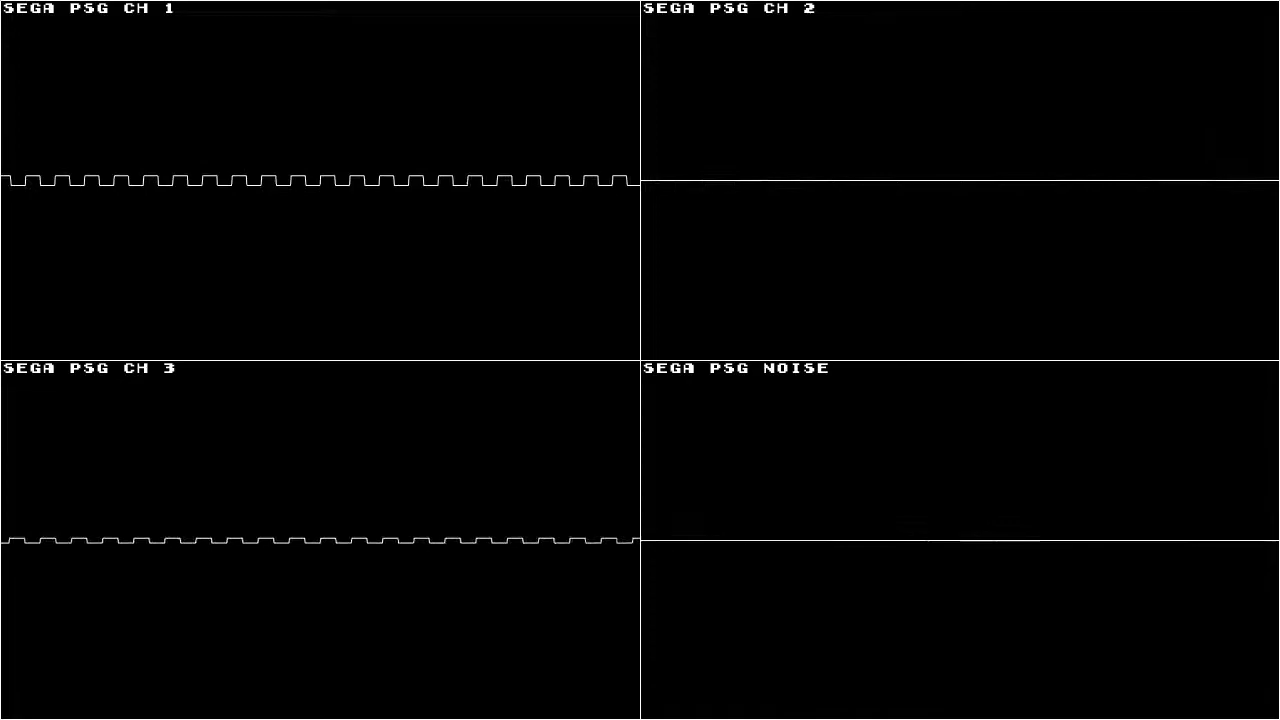 SEGA PSG CH 1
SEGA PSG CH 2
SEGA PSG CH 3
SEGA PSG NOISE